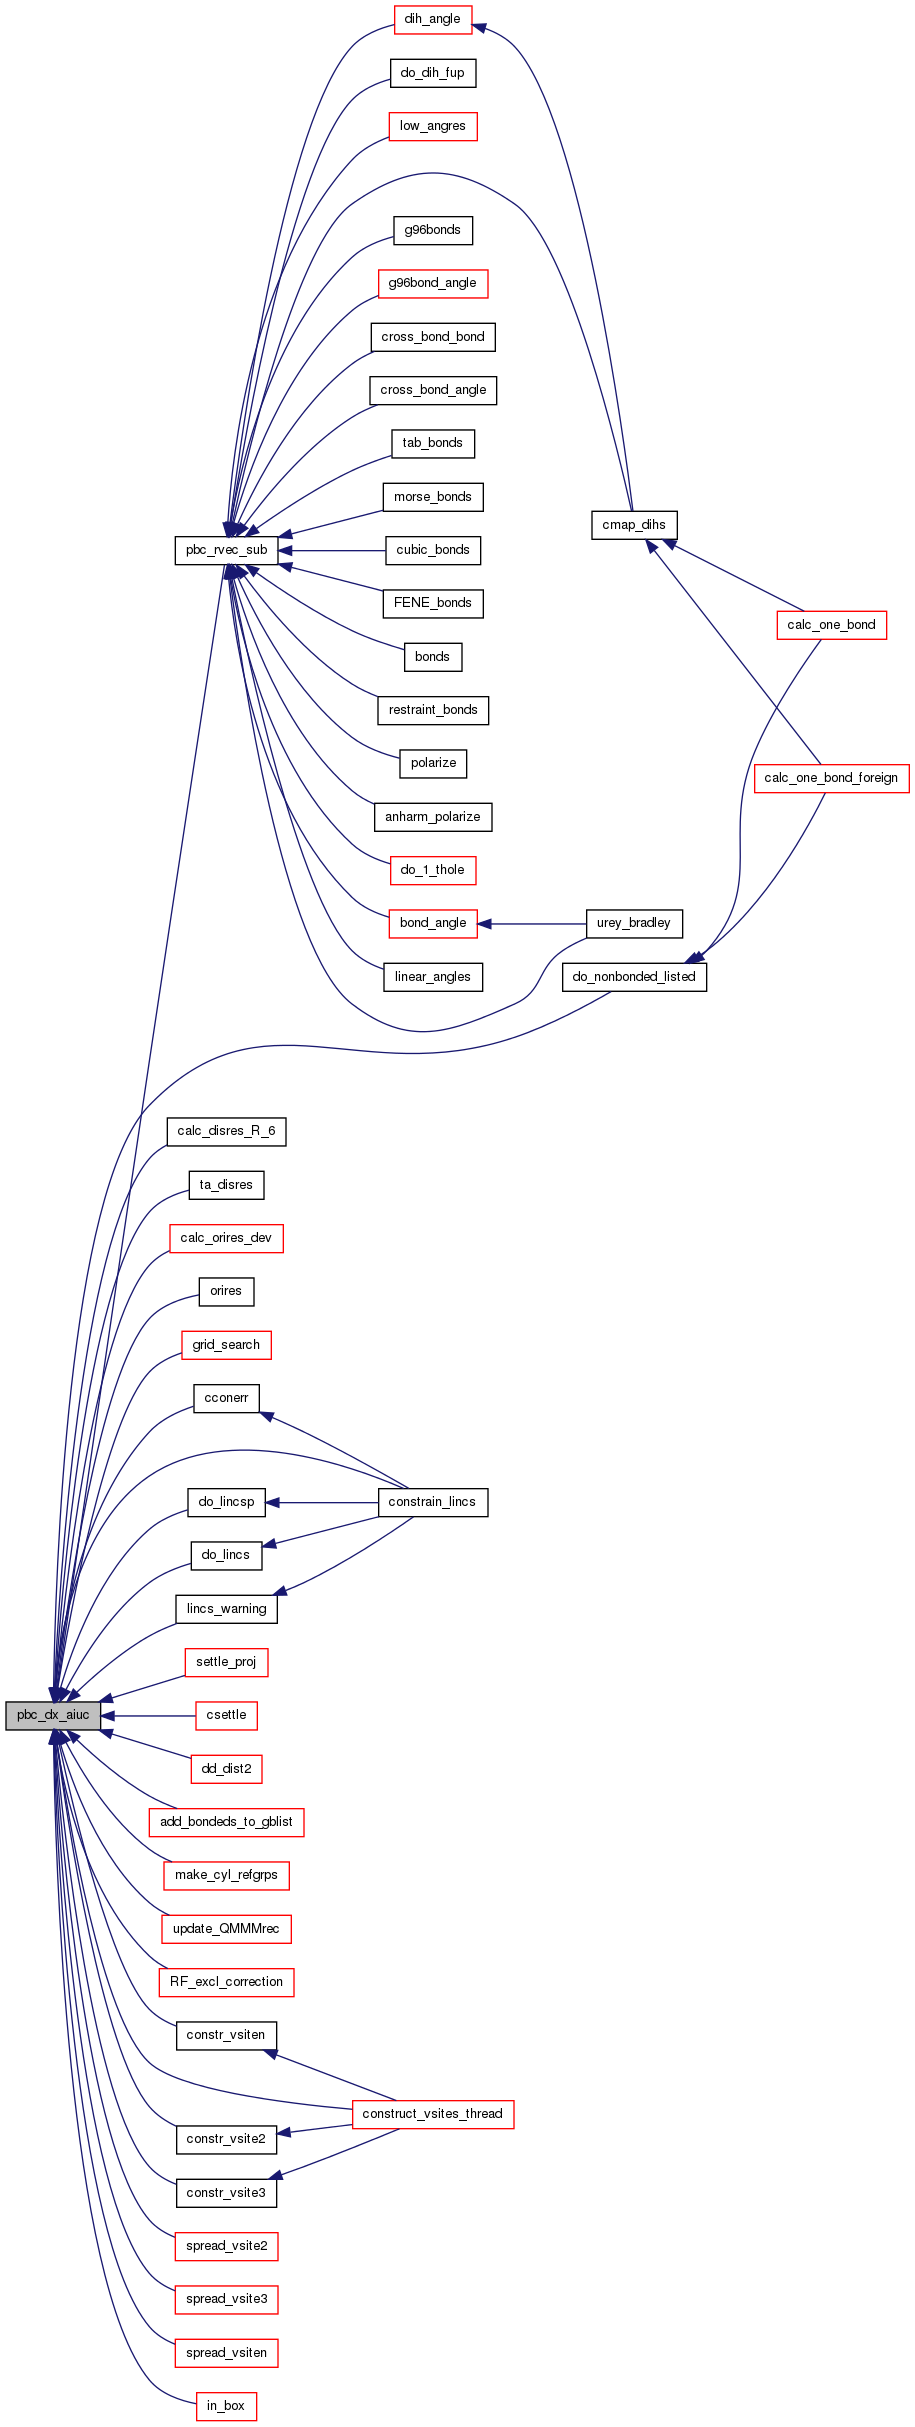 dih_angle
do_dih_fup
low_angres
g96bonds
g96bond_angle
cross_bond_bond
cross_bond_angle
tab_bonds
morse_bonds
cmap_dihs
pbc_rvec_sub
cubic_bonds
FENE_bonds
calc_one_bond
bonds
restraint_bonds
polarize
calc_one_bond_foreign
anharm_polarize
do_1_thole
bond_angle
urey_bradley
linear_angles
do_nonbonded_listed
calc_disres_R_6
ta_disres
calc_orires_dev
orires
grid_search
cconerr
do_lincsp
constrain_lincs
do_lincs
lincs_warning
settle_proj
pbc_dx_aiuc
csettle
dd_dist2
add_bondeds_to_gblist
make_cyl_refgrps
update_QMMMrec
RF_excl_correction
constr_vsiten
construct_vsites_thread
constr_vsite2
constr_vsite3
spread_vsite2
spread_vsite3
spread_vsiten
in_box